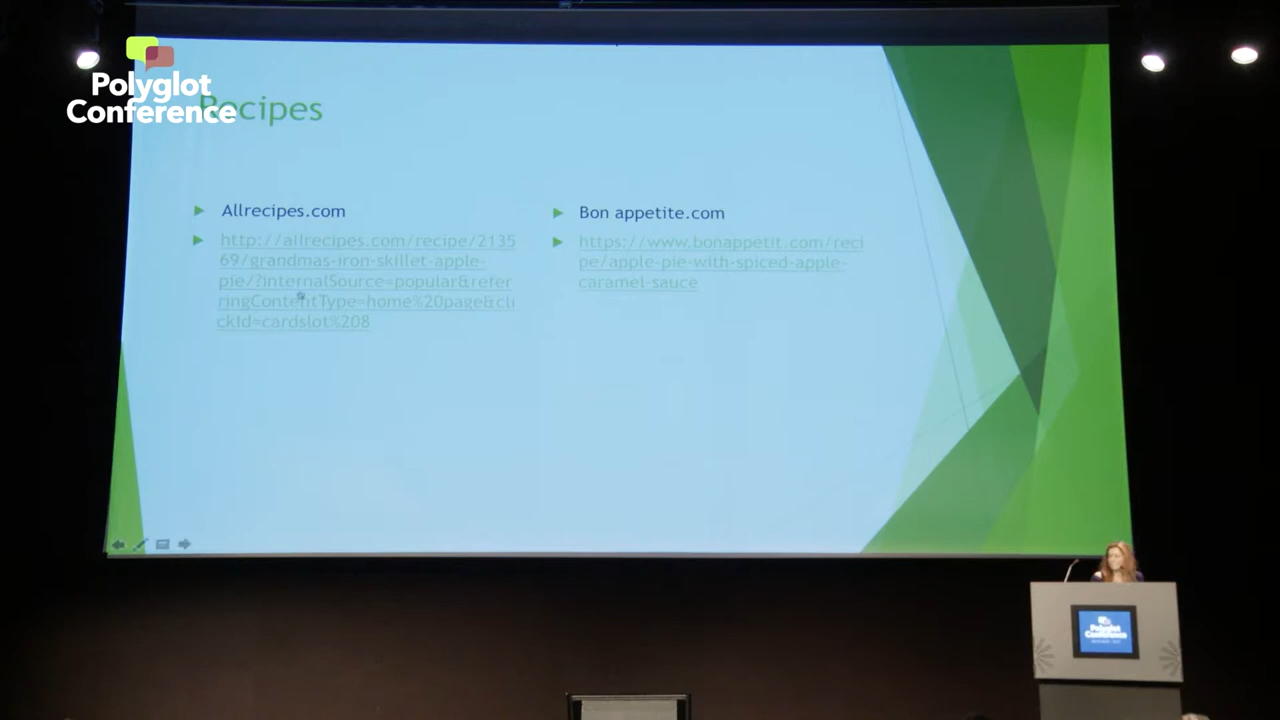 Polyglot
Conference
Recipes
Allrecipes.com
http://allrecipes.com/recipe/2135
69/grandmas-iron-skillet-apple-
pie/?internalSource=popular&refer
ringContentType=home%20page&cli
ckId=cardslot%208
Bon appetite.com
https://www.bonappetit.com/reci
pe/apple-pie-with-spiced-apple-
caramel-sauce
Polyglot
Conference